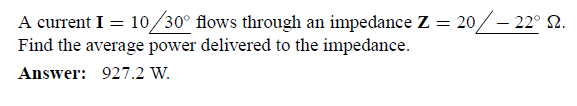 A current I = 10/30° flows through an impedance Z = 20/– 22° Ω.
Find the average power delivered to the impedance.
Answer: 927.2 W.